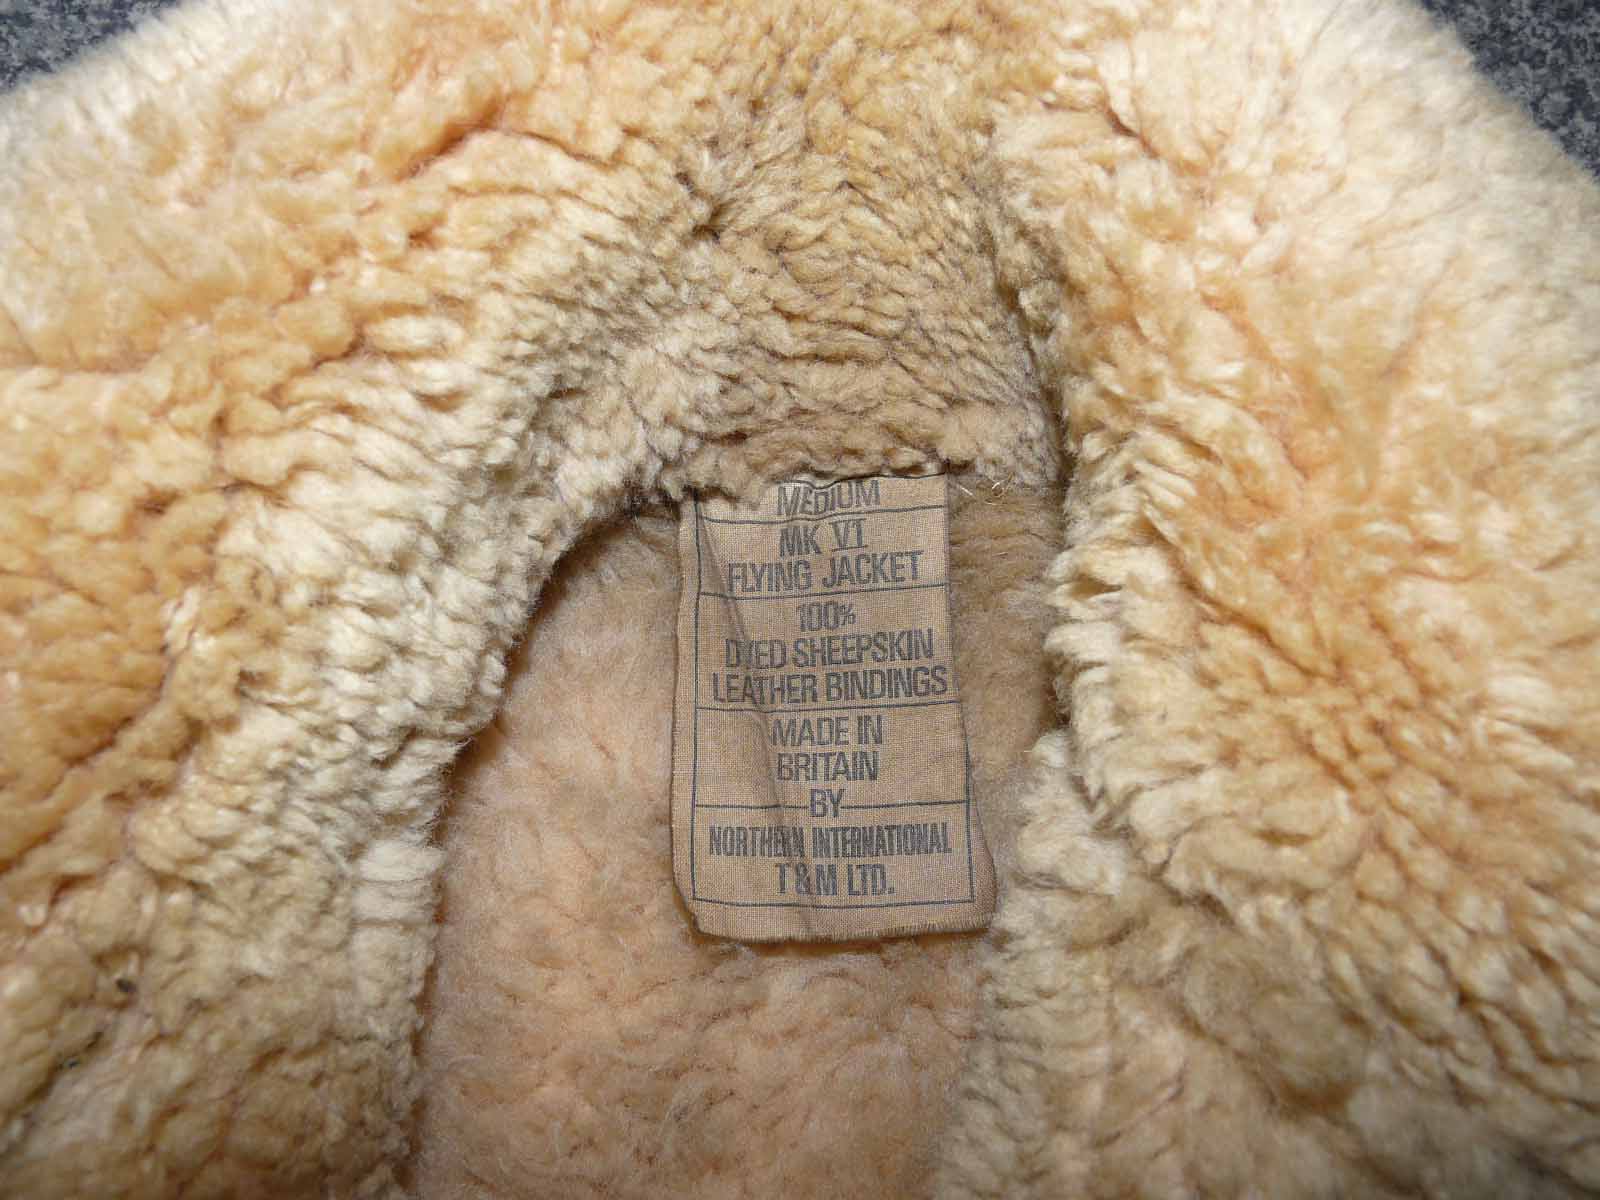 MEDIUM
MK VI
FLYING JACKET
100%
DYED SHEEPSKIN
LEATHER BINDINGS
MADE IN
BRITAIN
BY
NORTHERN INTERNATIONAL
T&M LTD.